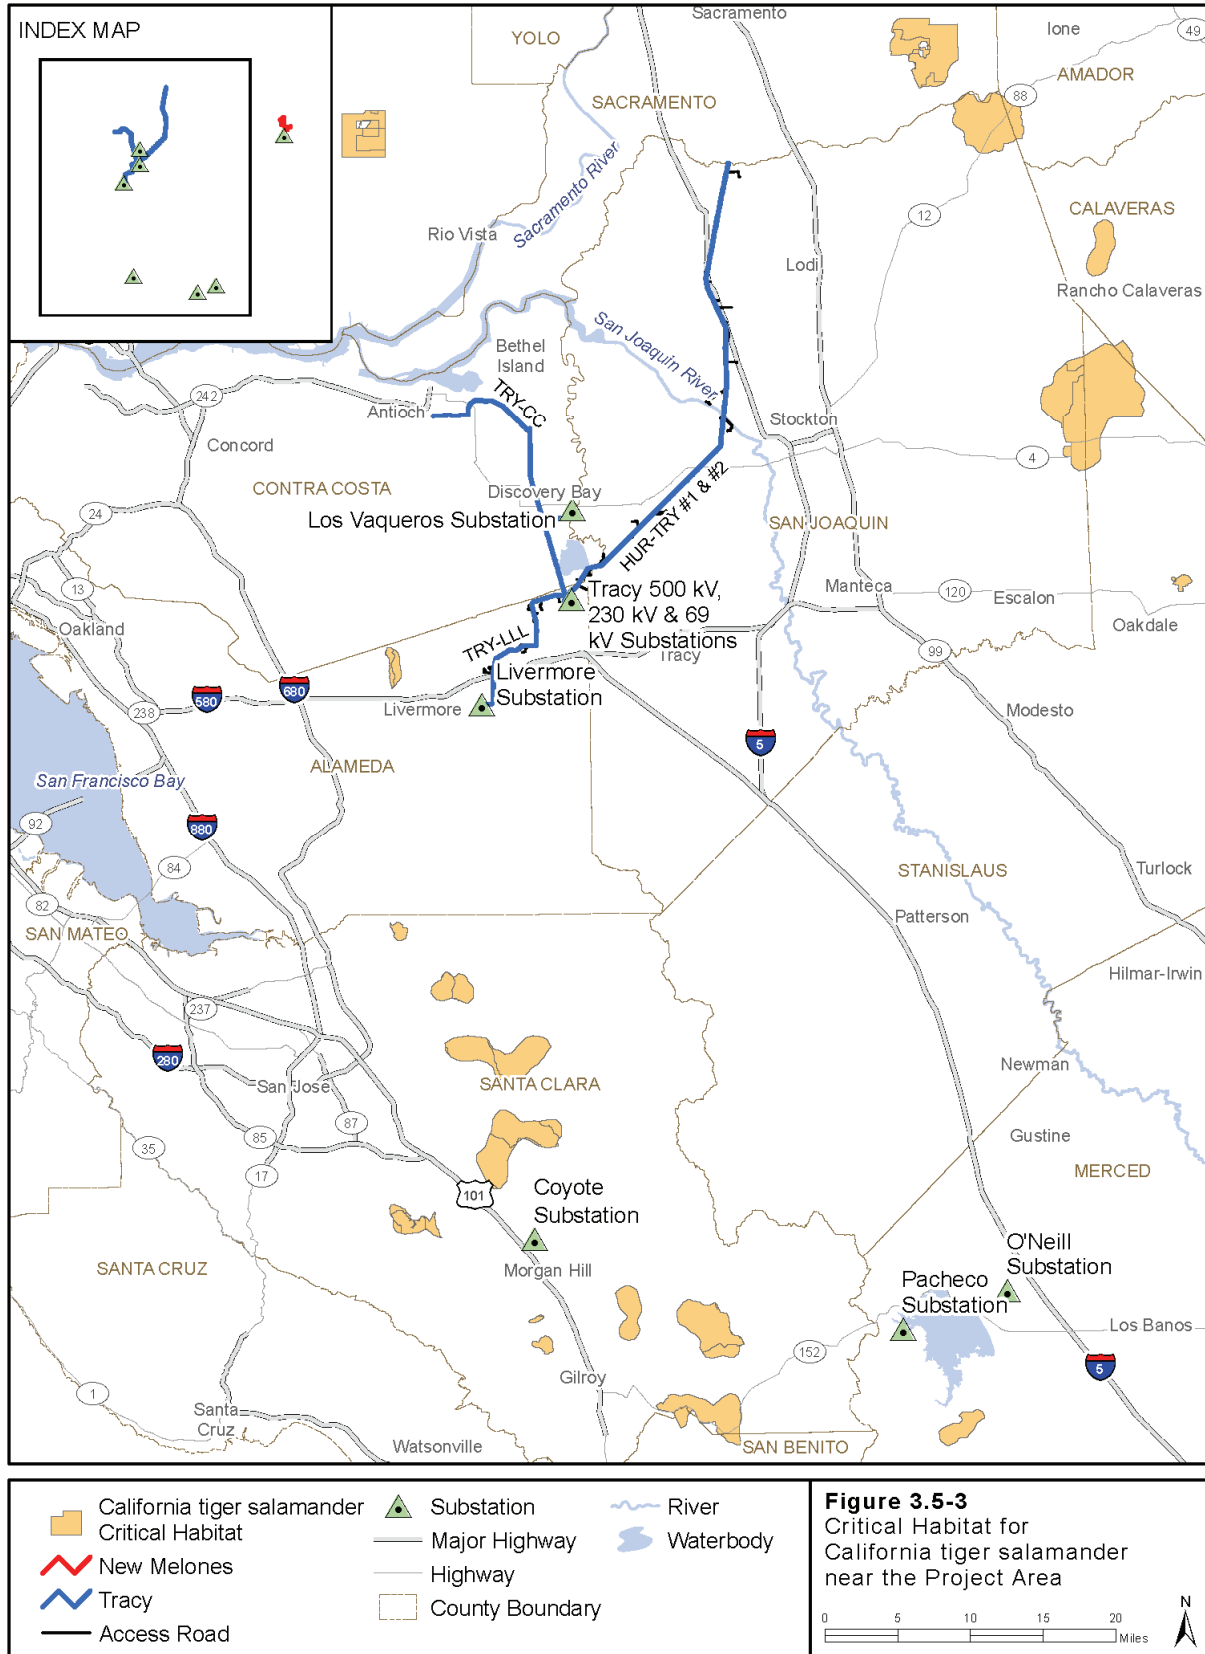 INDEX MAP
Sacramento
Ione
49
YOLO
AMADOR
SACRAMENTO
88
Sacramento River
CALAVERAS
12
Rio Vista
Lodi
Rancho Calaveras
San Joaquin River
Bethel
Island
TRY-CC
242
Antioch
Stockton
Concord
4
CONTRA COSTA
Discovery Bay
HUR-TRY #1 & #2
Los Vaqueros Substation
24
SAN JOAQUIN
13
Tracy 500 kV,
230 kV & 69
kV Substations
Manteca
120
Escalon
Oakland
Oakdale
TRY-LLL
Tracy
99
Livermore
Substation
680
580
238
Livermore
Modesto
5
ALAMEDA
San Francisco Bay
92
880
84
Turlock
STANISLAUS
82
Patterson
SAN MATEO
Hilmar-Irwin
237
280
Newman
San Jose
SANTA CLARA
87
85
Gustine
35
17
MERCED
101
Coyote
Substation
O'Neill
Substation
SANTA CRUZ
Morgan Hill
Pacheco
Substation
Los Banos
152
5
Gilroy
1
Santa
Cruz
Watsonville
SAN BENITO
California tiger salamander
Critical Habitat
New Melones
Tracy
Access Road
Substation
Major Highway
Highway
County Boundary
River
Waterbody
Figure 3.5-3
Critical Habitat for
California tiger salamander
near the Project Area
0 5 10 15 20
Miles
N